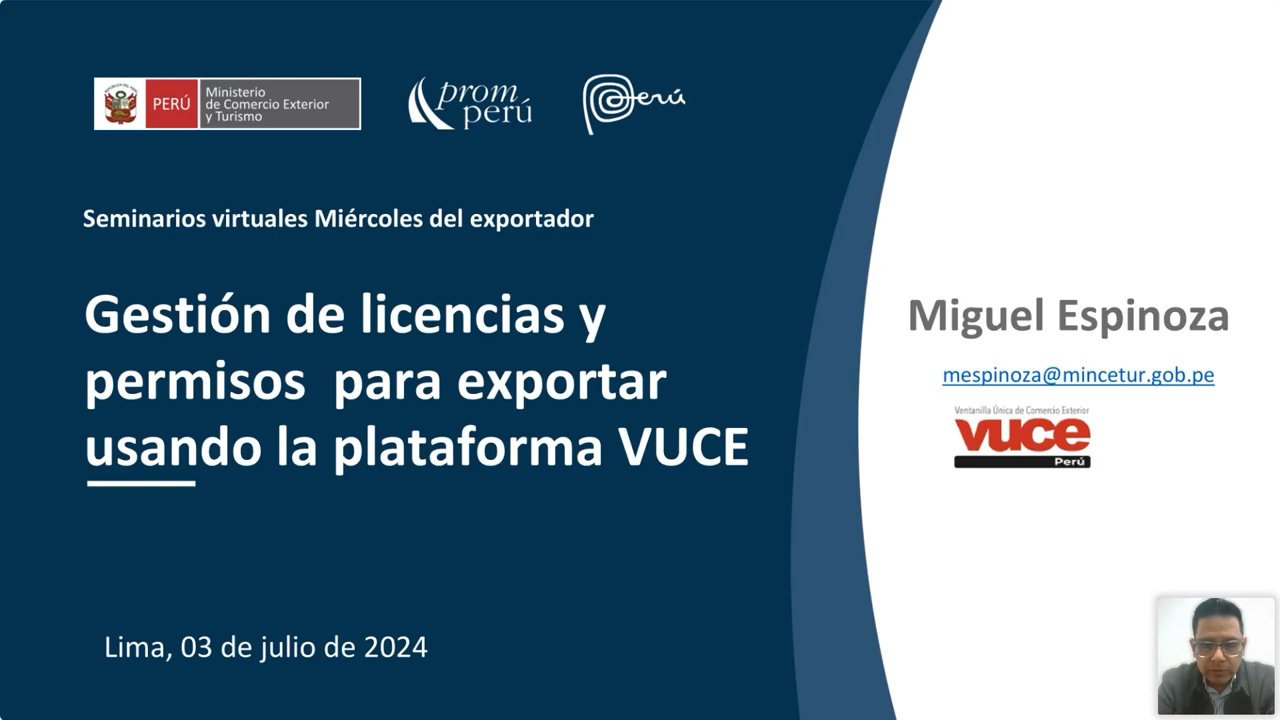 PERÚ
Ministerio
de Comercio Exterior
y Turismo
prom
perú
Perú
Seminarios virtuales Miércoles del exportador
Gestión de licencias y
permisos para exportar
usando la plataforma VUCE
Lima, 03 de julio de 2024
Miguel Espinoza
mespinoza@mincetur.gob.pe
Ventanilla Única de Comercio Exterior
vuce
Perú